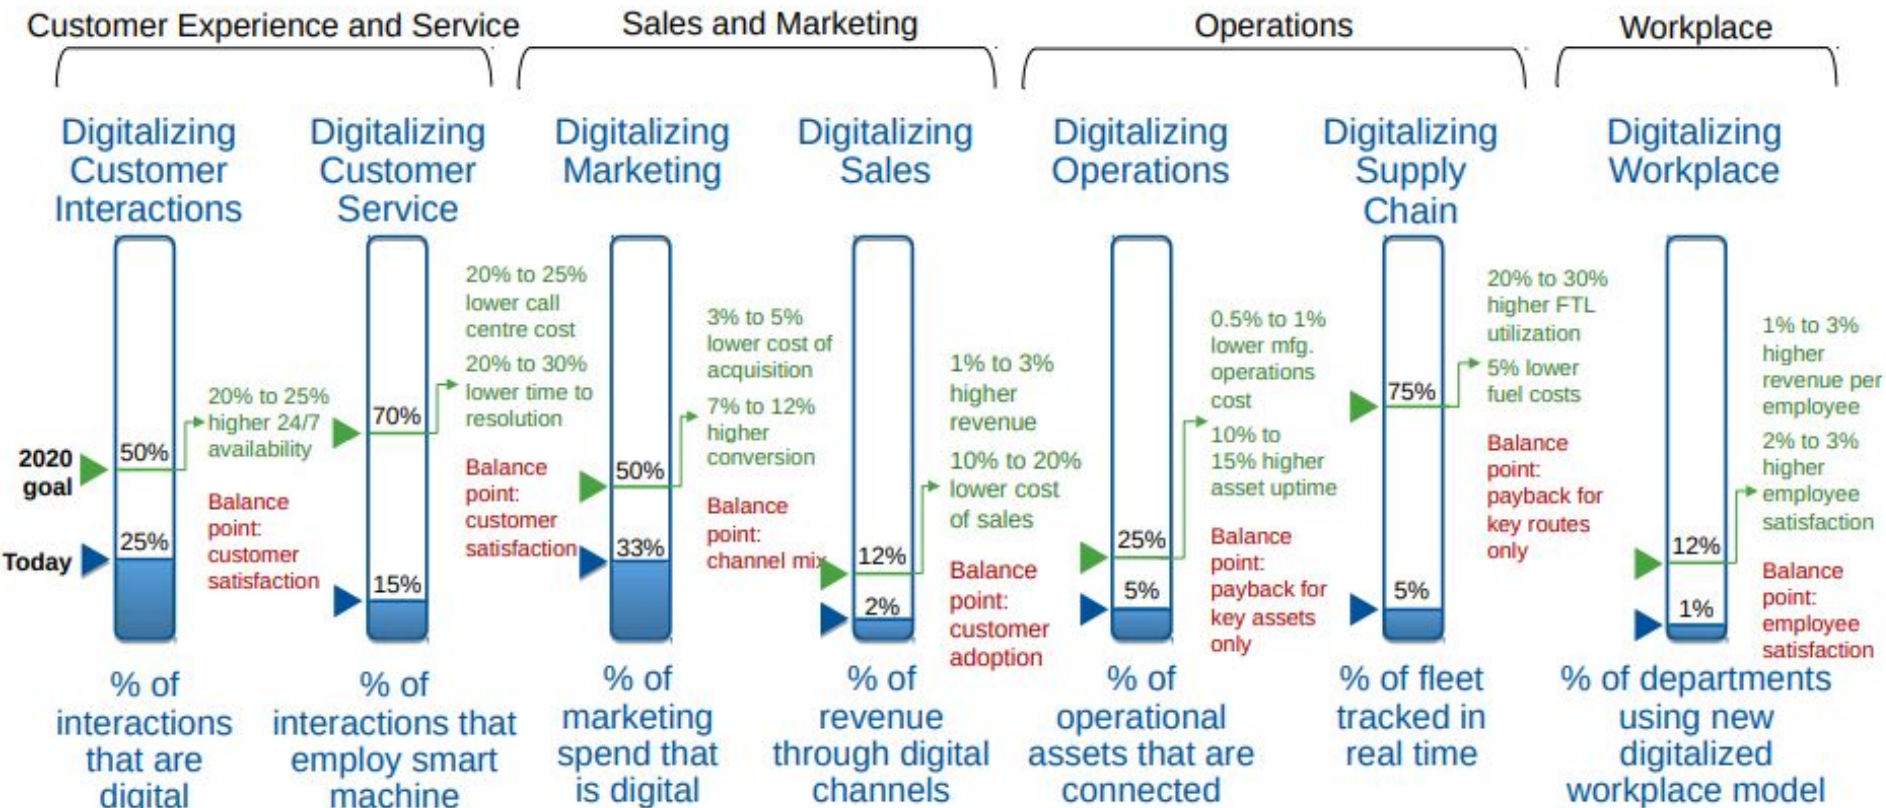 Customer Experience and Service
Sales and Marketing
Operations
Workplace
Digitalizing
Customer
Interactions
Digitalizing
Customer
Service
Digitalizing
Marketing
Digitalizing
Sales
Digitalizing
Operations
Digitalizing
Supply
Chain
Digitalizing
Workplace
2020
goal
Today
50%
25%
20% to 25%
higher 24/7
availability
Balance
point:
customer
satisfaction
70%
15%
20% to 25%
lower call
centre cost
20% to 30%
lower time to
resolution
Balance
point:
customer
satisfaction
50%
33%
3% to 5%
lower cost of
acquisition
7% to 12%
higher
conversion
Balance
point:
channel mix
12%
2%
1% to 3%
higher
revenue
10% to 20%
lower cost
of sales
Balance
point:
customer
adoption
25%
5%
0.5% to 1%
lower mfg.
operations
cost
10% to
15% higher
asset uptime
Balance
point:
payback for
key assets
only
75%
5%
20% to 30%
higher FTL
utilization
5% lower
fuel costs
Balance
point:
payback for
key routes
only
12%
1%
1% to 3%
higher
revenue per
employee
2% to 3%
higher
employee
satisfaction
Balance
point:
employee
satisfaction
% of
interactions
that are
digital
% of
interactions that
employ smart
machine
% of
marketing
spend that
is digital
% of
revenue
through digital
channels
% of
operational
assets that are
connected
% of fleet
tracked in
real time
% of departments
using new
digitalized
workplace model